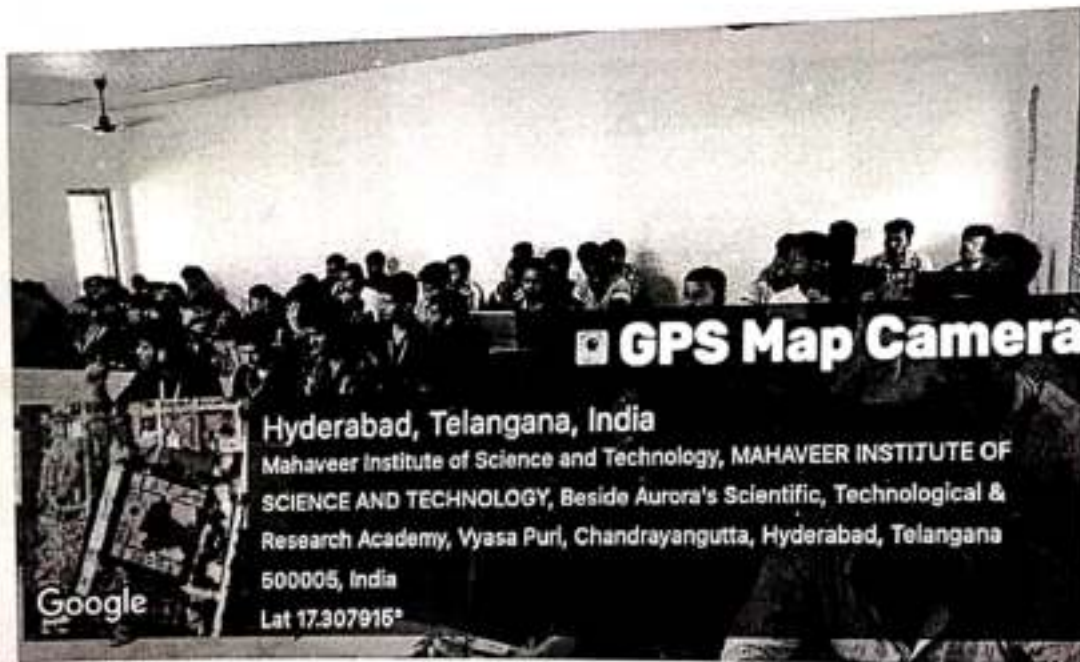 GPS Map Camera
Hyderabad, Telangana, India
Mahaveer Institute of Science and Technology, MAHAVEER INSTITUTE OF
SCIENCE AND TECHNOLOGY, Beside Aurora's Scientific, Technological &
Research Academy, Vyasa Puri, Chandrayangutta, Hyderabad, Telangana
500005, India
Lat 17.307915°
Google